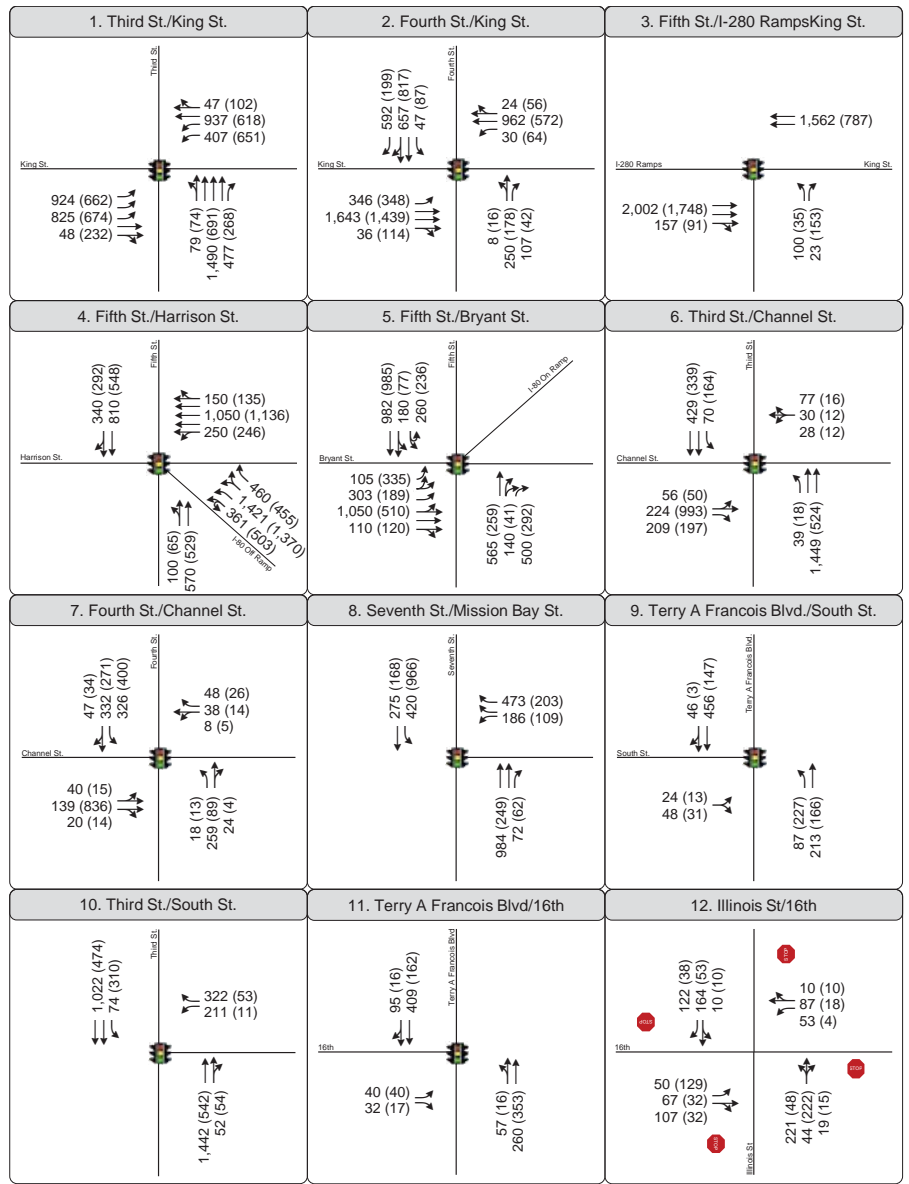 1. Third St./King St.
Third St.
47 (102)
937 (618)
407 (651)
King St.
924 (662)
825 (674)
48 (232)
79 (74)
1,490 (691)
477 (268)
2. Fourth St./King St.
Fourth St.
592 (199)
657 (817)
47 (87)
24 (56)
962 (572)
30 (64)
King St.
346 (348)
1,643 (1,439)
36 (114)
8 (16)
250 (178)
107 (42)
3. Fifth St./I-280 RampsKing St.
1,562 (787)
I-280 Ramps
King St.
2,002 (1,748)
157 (91)
100 (35)
23 (153)
4. Fifth St./Harrison St.
Fifth St.
340 (292)
810 (548)
150 (135)
1,050 (1,136)
250 (246)
Harrison St.
460 (455)
1,421 (1,370)
361 (503)
I-80 Off Ramp
100 (65)
570 (529)
5. Fifth St./Bryant St.
Fifth St.
I-80 On Ramp
982 (985)
180 (77)
260 (236)
Bryant St.
105 (335)
303 (189)
1,050 (510)
110 (120)
565 (259)
140 (41)
500 (292)
6. Third St./Channel St.
Third St.
429 (339)
70 (164)
77 (16)
30 (12)
28 (12)
Channel St.
56 (50)
224 (993)
209 (197)
39 (18)
1,449 (524)
7. Fourth St./Channel St.
Fourth St.
47 (34)
332 (271)
326 (400)
48 (26)
38 (14)
8 (5)
Channel St.
40 (15)
139 (836)
20 (14)
18 (13)
259 (89)
24 (4)
8. Seventh St./Mission Bay St.
Seventh St.
275 (168)
420 (966)
473 (203)
186 (109)
984 (249)
72 (62)
9. Terry A Francois Blvd./South St.
Terry A Francois Blvd.
46 (3)
456 (147)
South St.
24 (13)
48 (31)
87 (227)
213 (166)
10. Third St./South St.
Third St.
1,022 (474)
74 (310)
322 (53)
211 (11)
1,442 (542)
52 (54)
11. Terry A Francois Blvd/16th
Terry A Francois Blvd
95 (16)
409 (162)
16th
40 (40)
32 (17)
57 (16)
260 (353)
12. Illinois St/16th
STOP
122 (38)
164 (53)
10 (10)
10 (10)
87 (18)
53 (4)
STOP
16th
STOP
50 (129)
67 (32)
107 (32)
221 (48)
44 (222)
19 (15)
STOP
Illinois St